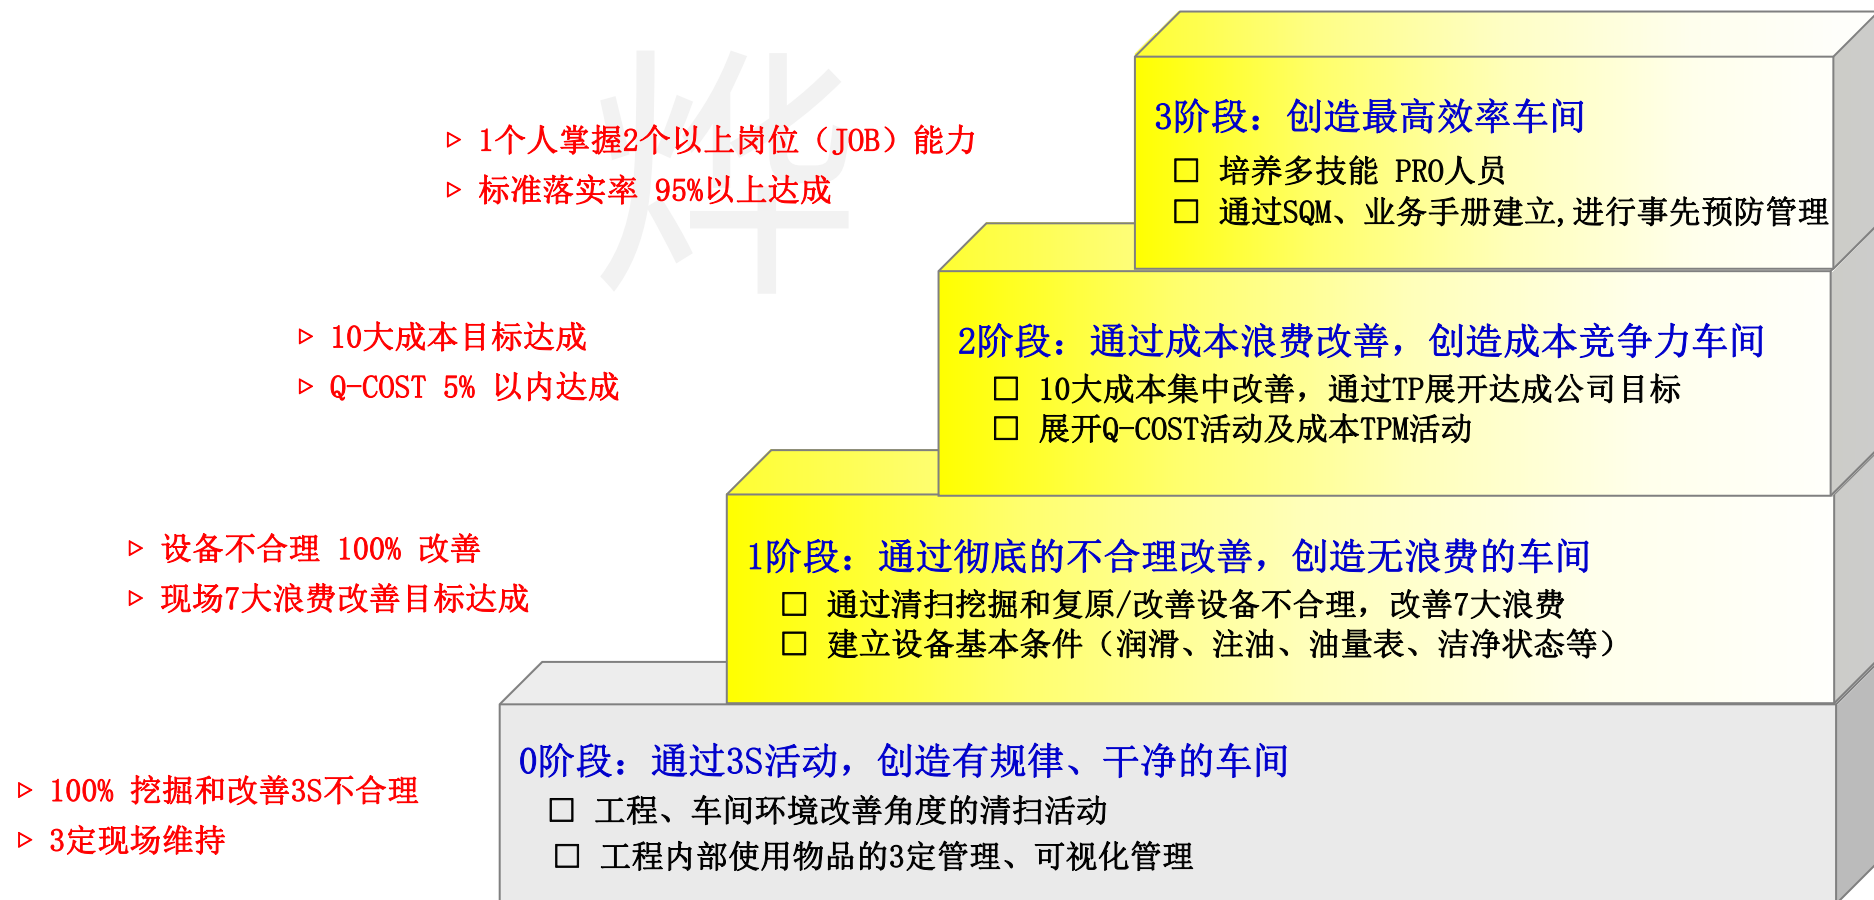 烨
3阶段：创造最高效率车间
▷ 1个人掌握2个以上岗位（JOB）能力
□ 培养多技能 PRO人员
▷ 标准落实率 95%以上达成
□ 通过SQM、业务手册建立,进行事先预防管理
2阶段：通过成本浪费改善，创造成本竞争力车间
▷ 10大成本目标达成
□ 10大成本集中改善，通过TP展开达成公司目标
▷ Q-COST 5% 以内达成
□ 展开Q-COST活动及成本TPM活动
1阶段：通过彻底的不合理改善，创造无浪费的车间
▷ 设备不合理 100% 改善
□ 通过清扫挖掘和复原/改善设备不合理，改善7大浪费
▷ 现场7大浪费改善目标达成
□ 建立设备基本条件（润滑、注油、油量表、洁净状态等）
0阶段：通过3S活动，创造有规律、干净的车间
▷ 100% 挖掘和改善3S不合理
□ 工程、车间环境改善角度的清扫活动
▷ 3定现场维持
□ 工程内部使用物品的3定管理、可视化管理